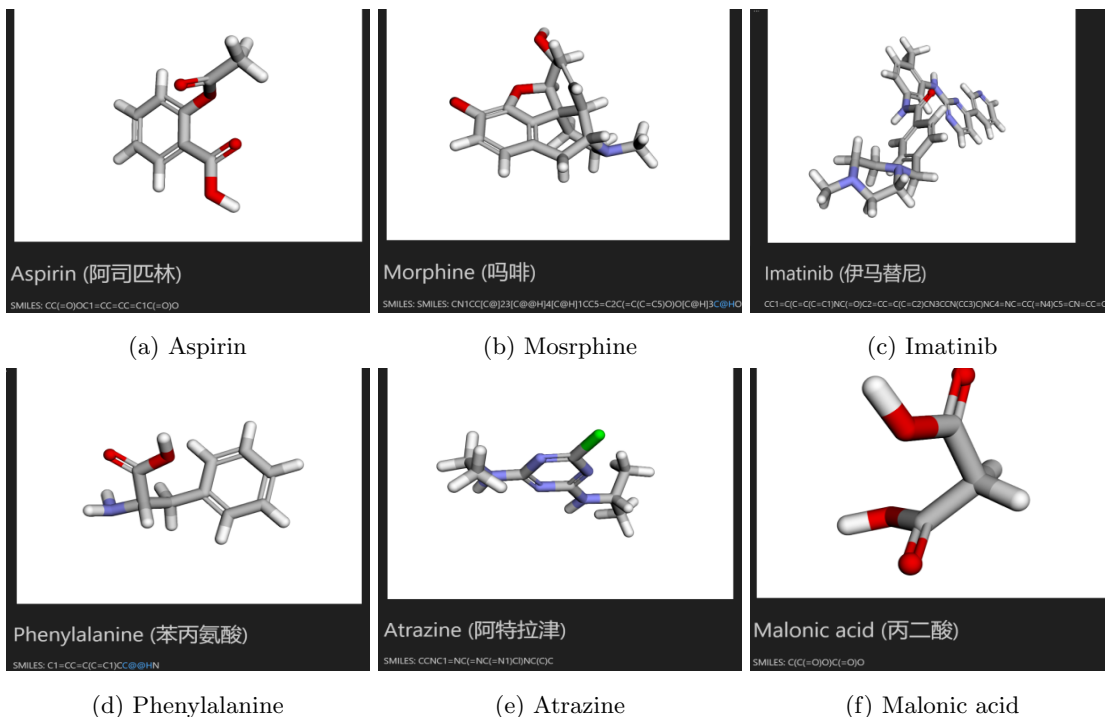 Aspirin (阿司匹林)
SMILES: CC(=O)OC1=CC=CC=C1C(=O)O
(a) Aspirin
Morphine (吗啡)
SMILES: SMILES: CN1CC[C@]23[C@@H]4[C@H]1CC5=C2C(=C(C=C5)O)O[C@H]3C@HO
(b) Mosrphine
Imatinib (伊马替尼)
CC1=C(C=C(C=C1)NC(=O)C2=CC=C(C=C2)CN3CCN(CC3)C)NC4=NC=CC(=N4)C5=CN=CC=C
(c) Imatinib
Phenylalanine (苯丙氨酸)
SMILES: C1=CC=C(C=C1)CC@@HN
(d) Phenylalanine
Atrazine (阿特拉津)
SMILES: CCNC1=NC(=NC(=N1)Cl)NC(C)C
(e) Atrazine
Malonic acid (丙二酸)
SMILES: C(C(=O)O)C(=O)O
(f) Malonic acid